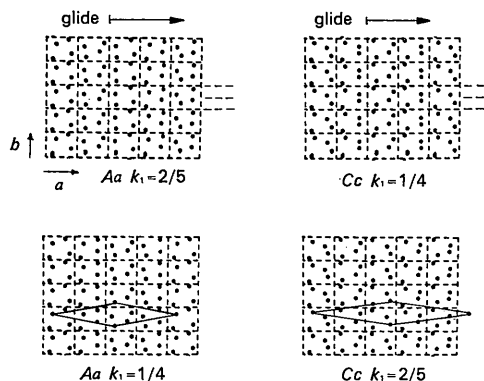 glide
glide
b
a
Aa k₁=2/5
Cc k₁=1/4
Aa k₁=1/4
Cc k₁=2/5